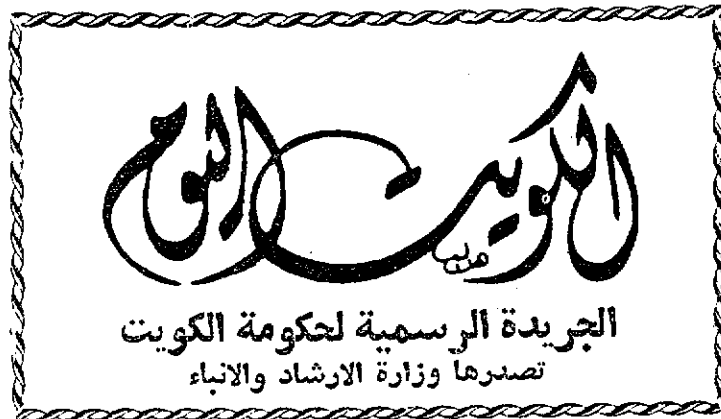 الكويت اليوم
الجريدة الرسمية لحكومة الكويت
تصدرها وزارة الارشاد والانباء